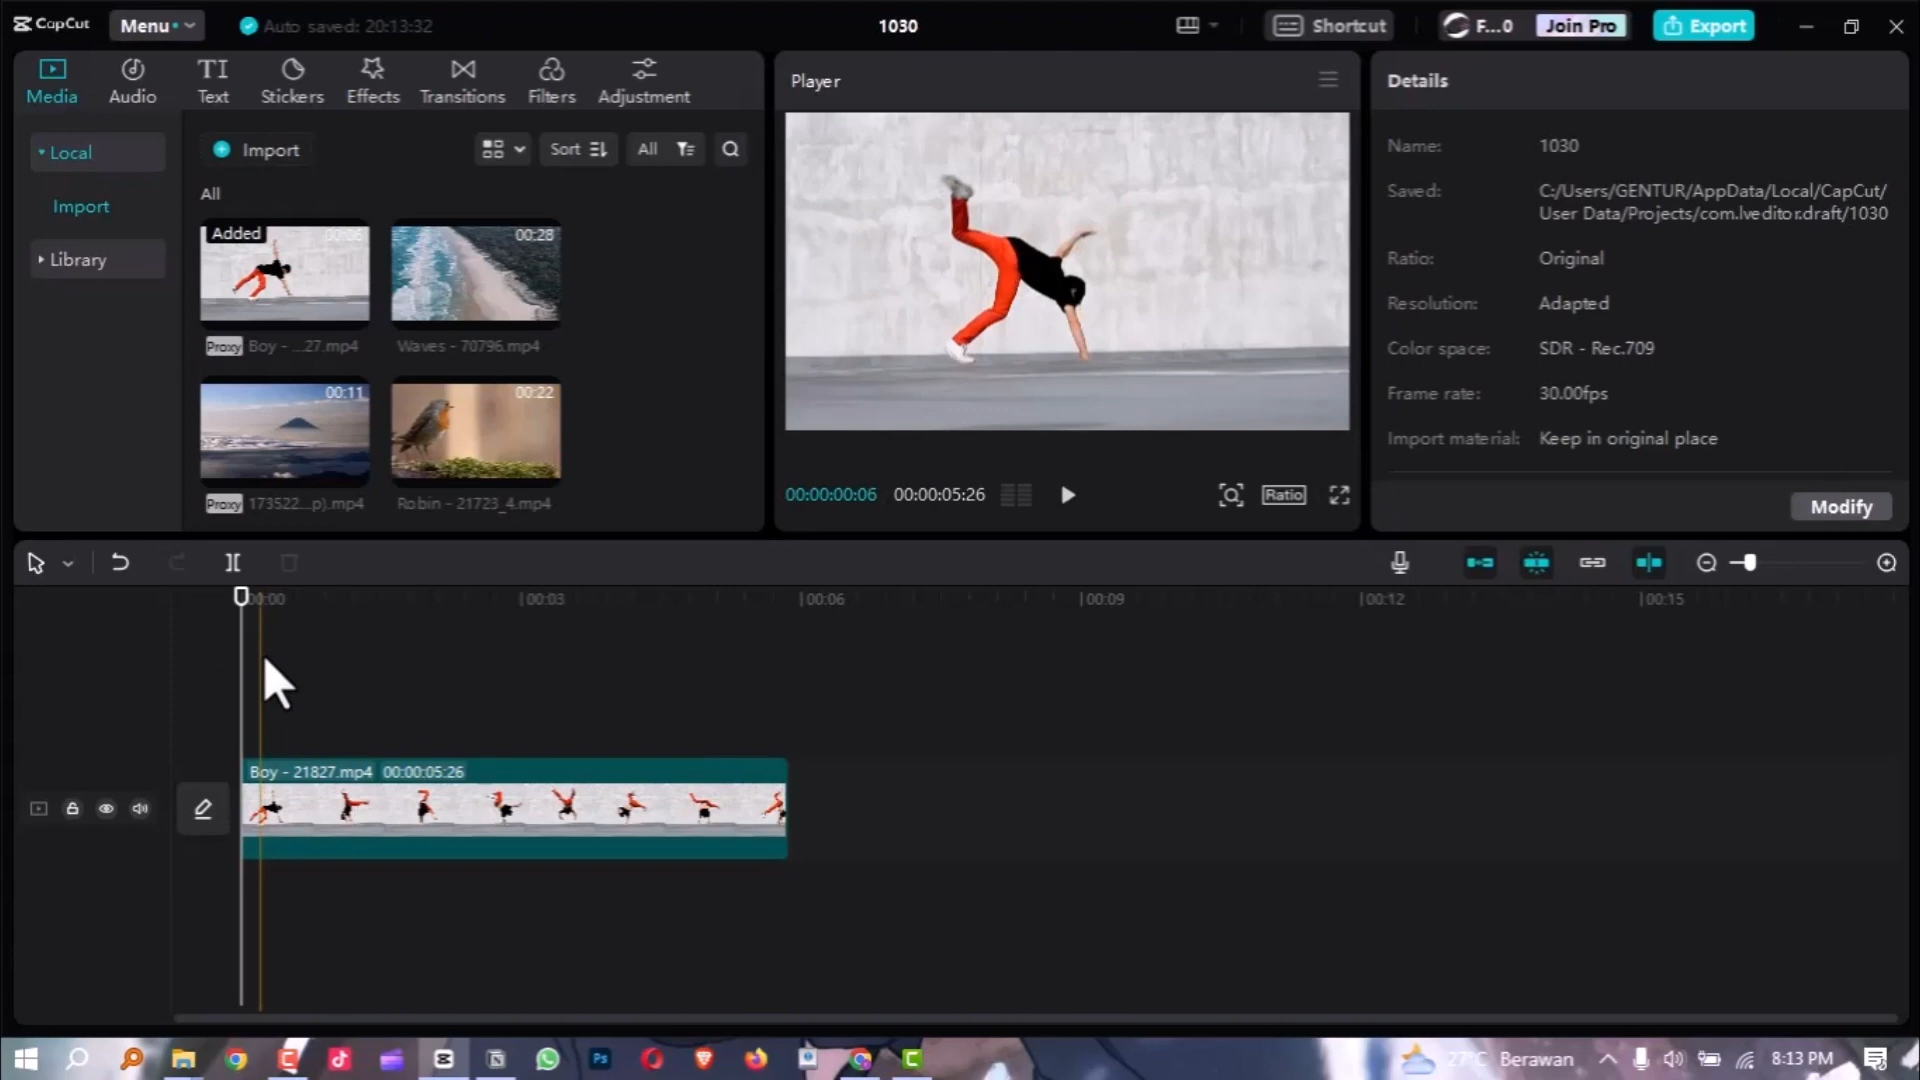 CapCut
Menu
Auto saved: 20:13:32
1030
Shortcut
F...0
Join Pro
Export
Media
Audio
Text
Stickers
Effects
Transitions
Filters
Adjustment
Local
Import
Library
Import
Sort
All
All
Added
00:06
00:28
Proxy Boy - ...27.mp4
Waves - 70796.mp4
00:11
00:22
Proxy 173522...p).mp4
Robin - 21723_4.mp4
Player
00:00:00:06
00:00:05:26
Ratio
Details
Name: 1030
Saved: C:/Users/GENTUR/AppData/Local/CapCut/
User Data/Projects/com.lveditor.draft/1030
Ratio: Original
Resolution: Adapted
Color space: SDR - Rec.709
Frame rate: 30.00fps
Import material: Keep in original place
Modify
00:00
00:03
00:06
00:09
00:12
00:15
Boy - 21827.mp4 00:00:05:26
Ps
27°C Berawan
8:13 PM